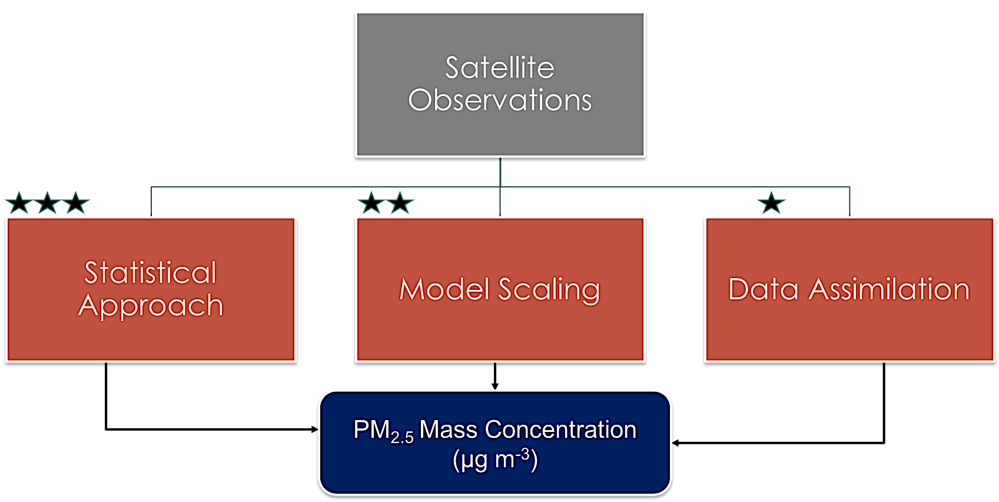 Satellite
Observations
Statistical
Approach
Model Scaling
Data Assimilation
PM2.5 Mass Concentration
(µg m-3)